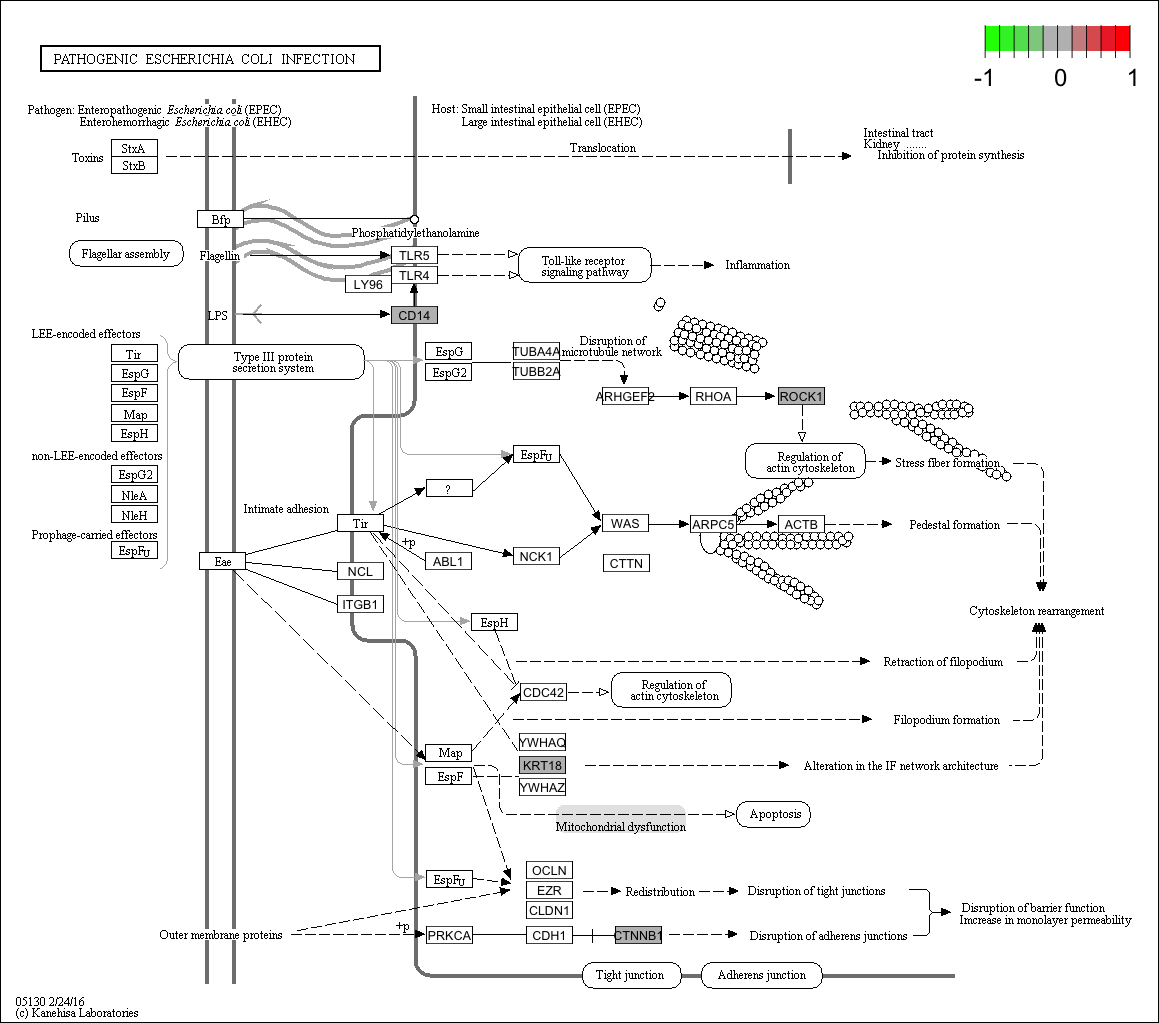 PATHOGENIC ESCHERICHIA COLI INFECTION
-1 0 1
Pathogen: Enteropathogenic Escherichia coli (EPEC)
Enterohemorrhagic Escherichia coli (EHEC)
Host: Small intestinal epithelial cell (EPEC)
Large intestinal epithelial cell (EHEC)
Toxins
StxA
StxB
Translocation
Intestinal tract
Kidney ......
Inhibition of protein synthesis
Pilus
Bfp
Phosphatidylethanolamine
Flagellar assembly
Flagellin
TLR5
TLR4
LY96
Toll-like receptor
signaling pathway
Inflammation
LPS
CD14
LEE-encoded effectors
Tir
EspG
EspF
Map
EspH
non-LEE-encoded effectors
EspG2
NleA
NleH
Prophage-carried effectors
EspFU
Type III protein
secretion system
EspG
EspG2
TUBA4A
TUBB2A
Disruption of
microtubule network
ARHGEF2
RHOA
ROCK1
Regulation of
actin cytoskeleton
Stress fiber formation
EspFU
?
Intimate adhesion
Tir
+p
ABL1
NCK1
WAS
CTTN
ARPC5
ACTB
Pedestal formation
Eae
NCL
ITGB1
Cytoskeleton rearrangement
EspH
Retraction of filopodium
CDC42
Regulation of
actin cytoskeleton
Filopodium formation
Map
EspF
YWHAQ
KRT18
YWHAZ
Alteration in the IF network architecture
Mitochondrial dysfunction
Apoptosis
EspFU
OCLN
EZR
CLDN1
Redistribution
Disruption of tight junctions
Disruption of barrier function
Increase in monolayer permeability
Outer membrane proteins
+p
PRKCA
CDH1
CTNNB1
Disruption of adherens junctions
Tight junction
Adherens junction
05130 2/24/16
(c) Kanehisa Laboratories